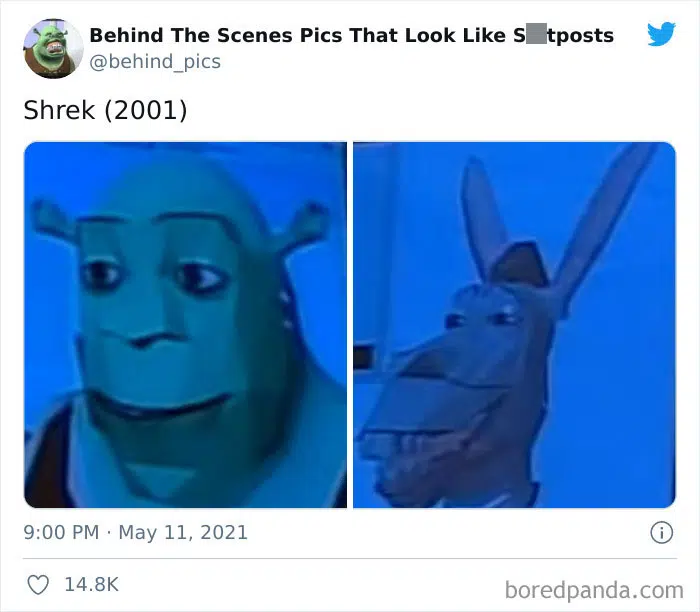 Behind The Scenes Pics That Look Like S tposts
@behind_pics
Shrek (2001)
9:00 PM · May 11, 2021
14.8K
boredpanda.com